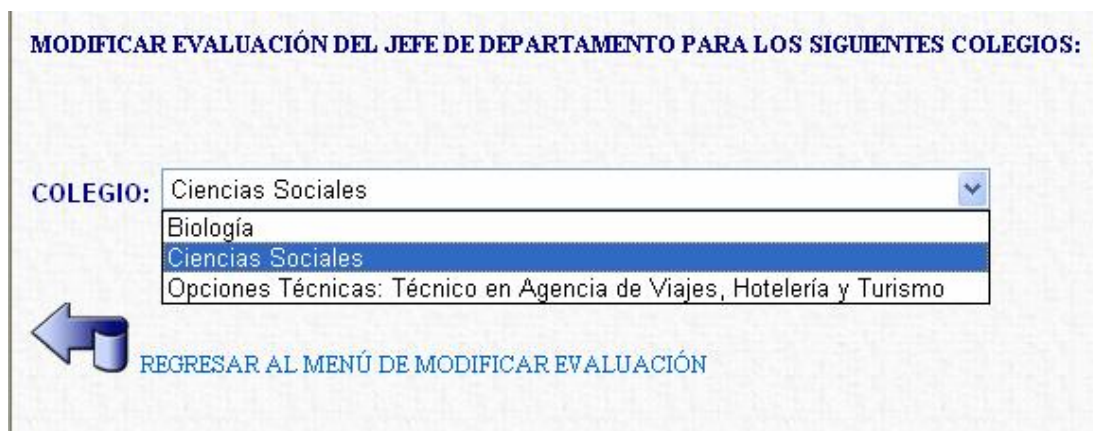 MODIFICAR EVALUACIÓN DEL JEFE DE DEPARTAMENTO PARA LOS SIGUIENTES COLEGIOS:
COLEGIO: Ciencias Sociales
Biología
Ciencias Sociales
Opciones Técnicas: Técnico en Agencia de Viajes, Hotelería y Turismo
REGRESAR AL MENÚ DE MODIFICAR EVALUACIÓN